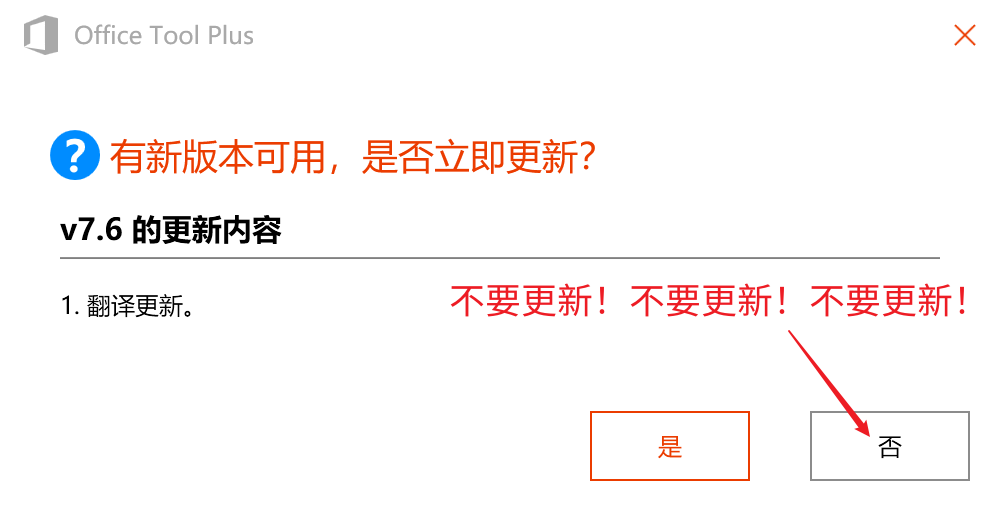 Office Tool Plus
有新版本可用，是否立即更新？
v7.6 的更新内容
1. 翻译更新。
不要更新！不要更新！不要更新！
是
否